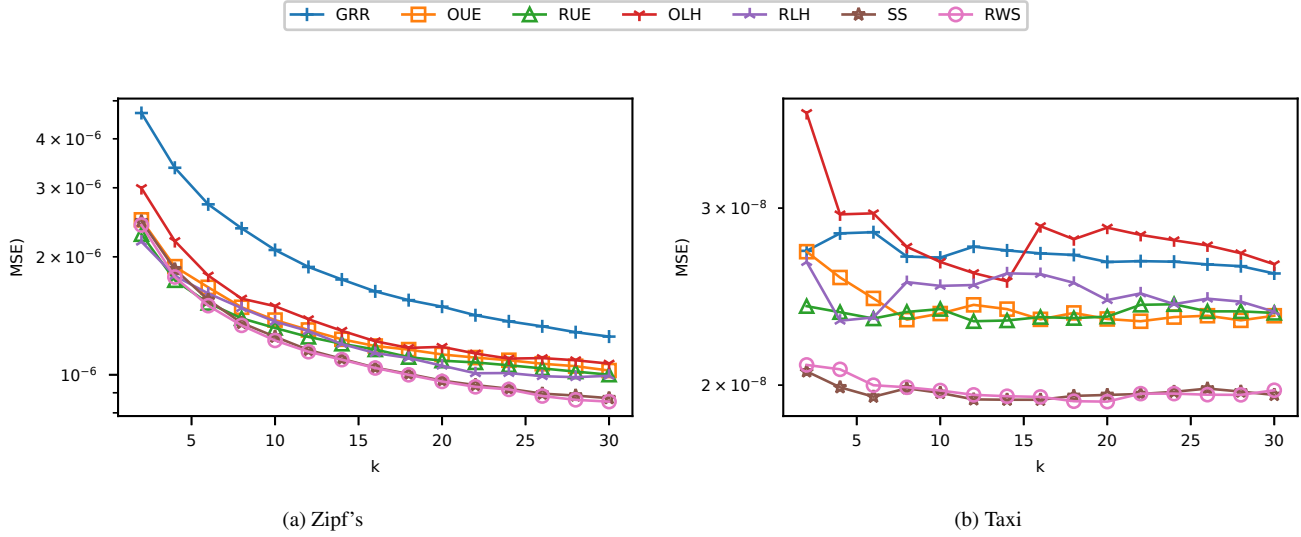 GRR OUE RUE OLH RLH SS RWS
MSE)
4 × 10⁻⁶
3 × 10⁻⁶
2 × 10⁻⁶
10⁻⁶
5 10 15 20 25 30
k
(a) Zipf's
MSE)
3 × 10⁻⁸
2 × 10⁻⁸
5 10 15 20 25 30
k
(b) Taxi